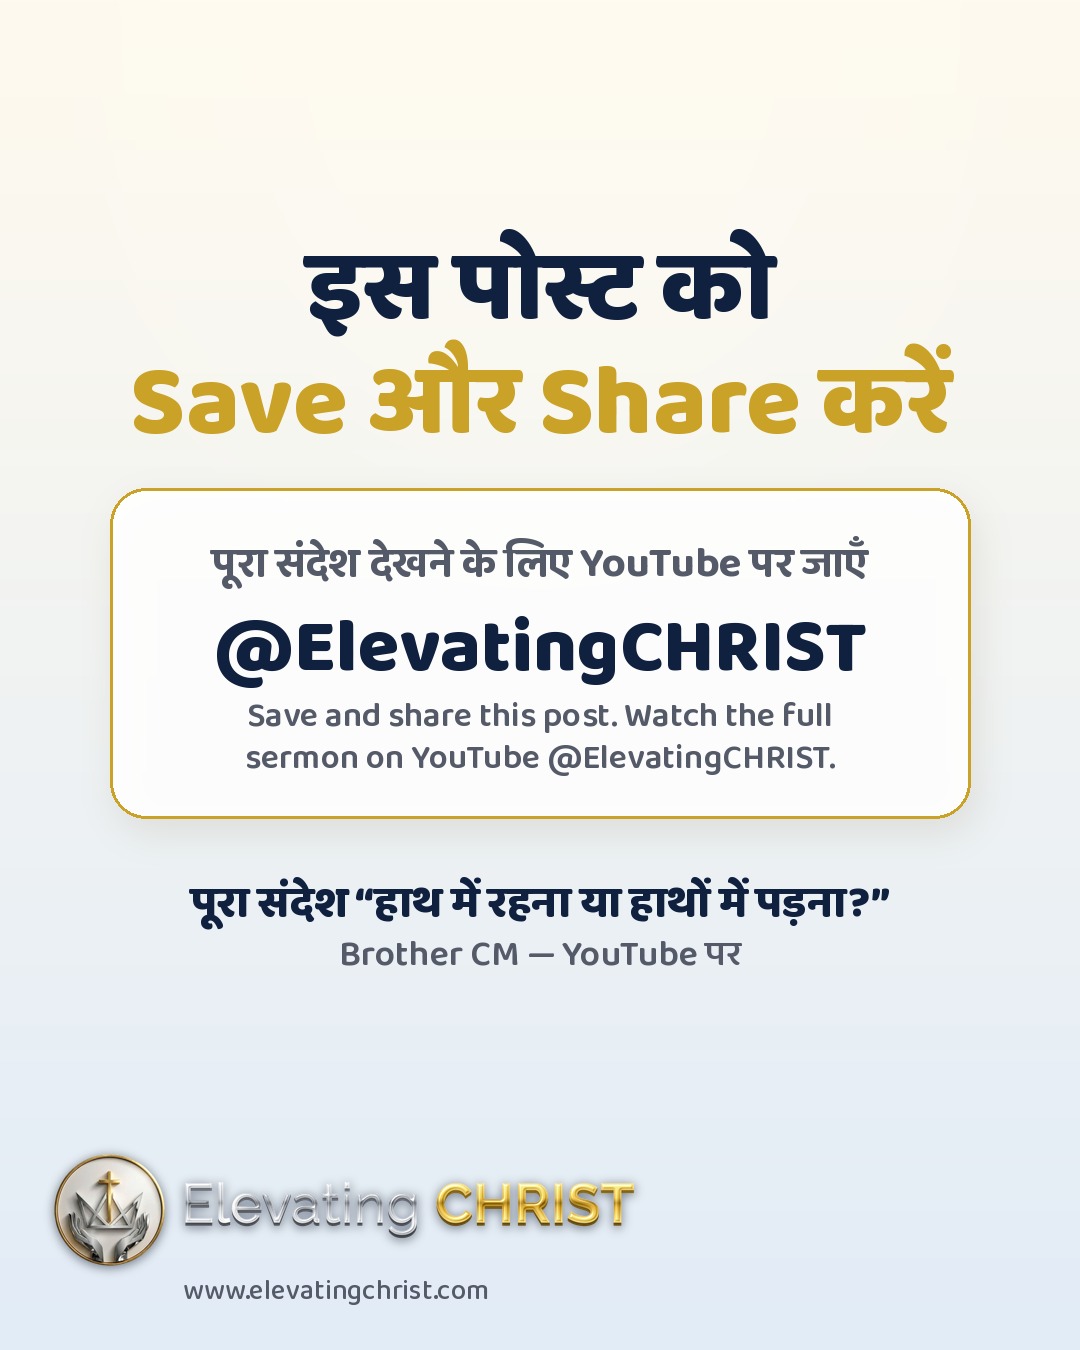 इस पोस्ट को
Save और Share करें
पूरा संदेश देखने के लिए YouTube पर जाएँ
@ElevatingCHRIST
Save and share this post. Watch the full
sermon on YouTube @ElevatingCHRIST.
पूरा संदेश “हाथ में रहना या हाथों में पड़ना?”
Brother CM — YouTube पर
Elevating CHRIST
www.elevatingchrist.com